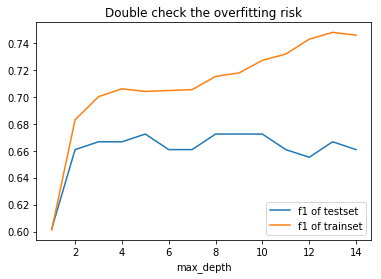 Double check the overfitting risk
0.74
0.72
0.70
0.68
0.66
0.64
0.62
0.60
f1 of testset
f1 of trainset
2 4 6 8 10 12 14
max_depth